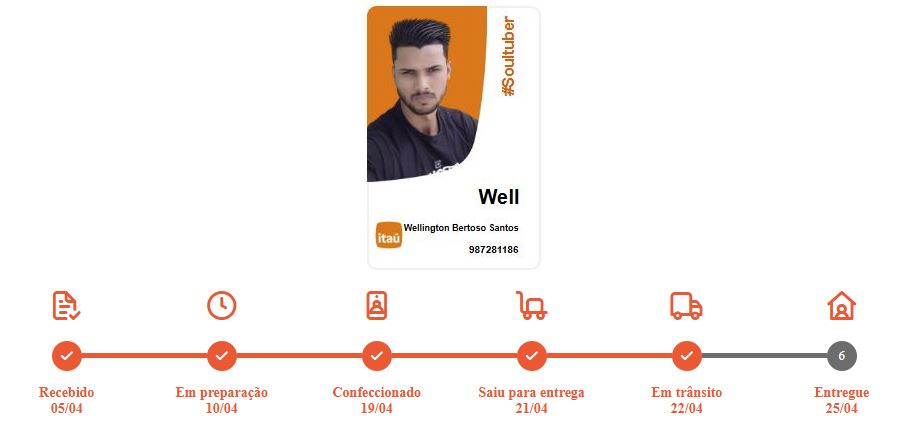 #Soultuber
Well
itaú
Wellington Bertoso Santos
987281186
6
Recebido
05/04
Em preparação
10/04
Confeccionado
19/04
Saiu para entrega
21/04
Em trânsito
22/04
Entregue
25/04